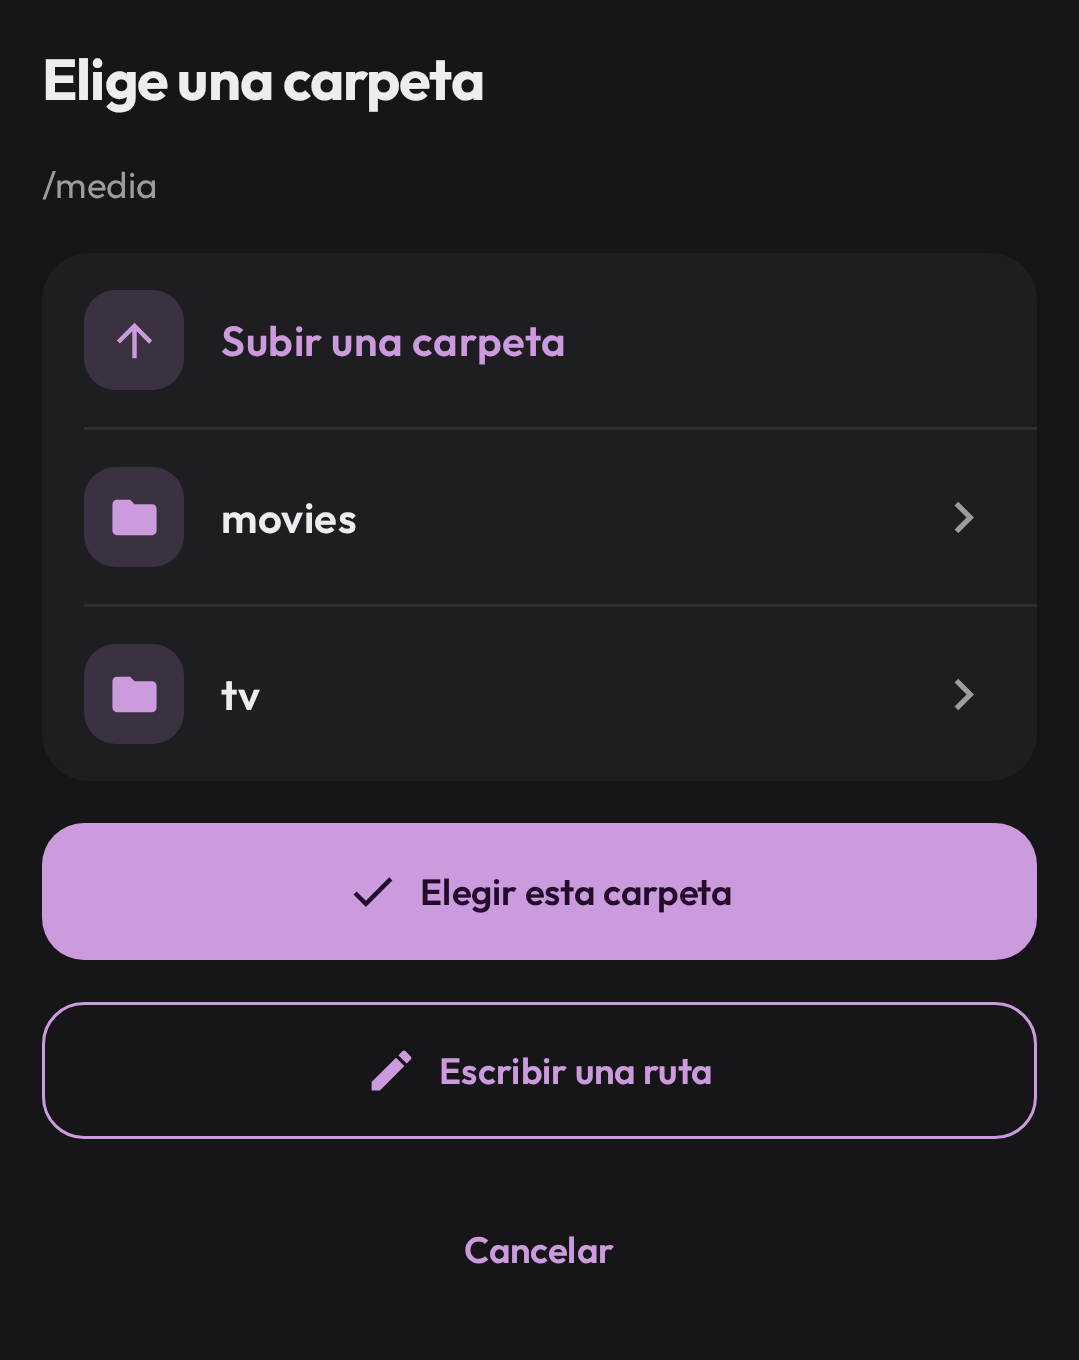 Elige una carpeta
/media
Subir una carpeta
movies
tv
Elegir esta carpeta
Escribir una ruta
Cancelar